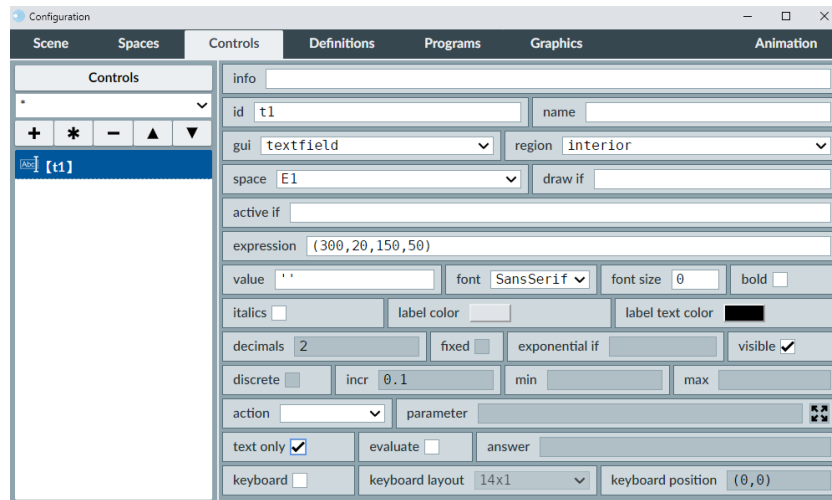 Configuration
Scene Spaces Controls Definitions Programs Graphics Animation
Controls
info
*
id t1 name
gui textfield region interior
Abc 【t1】
space E1 draw if
active if
expression (300,20,150,50)
value '' font SansSerif font size 0 bold
italics label color label text color
decimals 2 fixed exponential if visible
discrete incr 0.1 min max
action parameter
text only evaluate answer
keyboard keyboard layout 14x1 keyboard position (0,0)